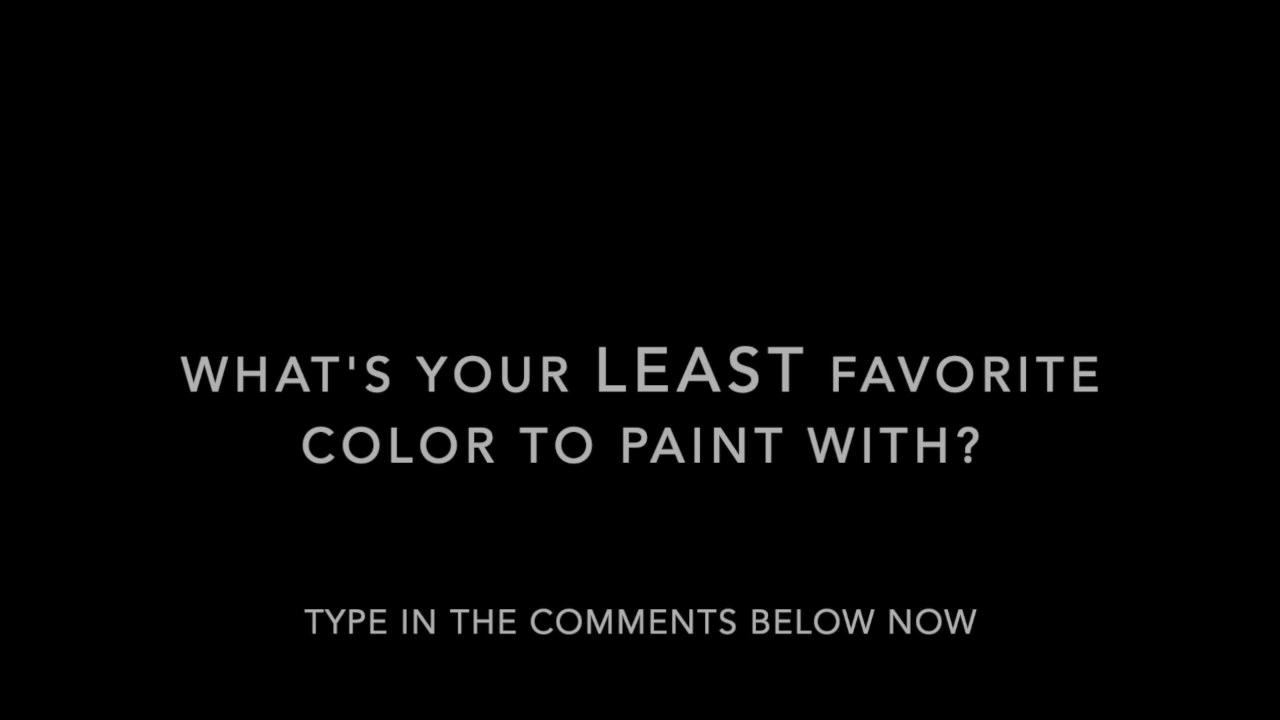 WHAT'S YOUR LEAST FAVORITE
COLOR TO PAINT WITH?
TYPE IN THE COMMENTS BELOW NOW